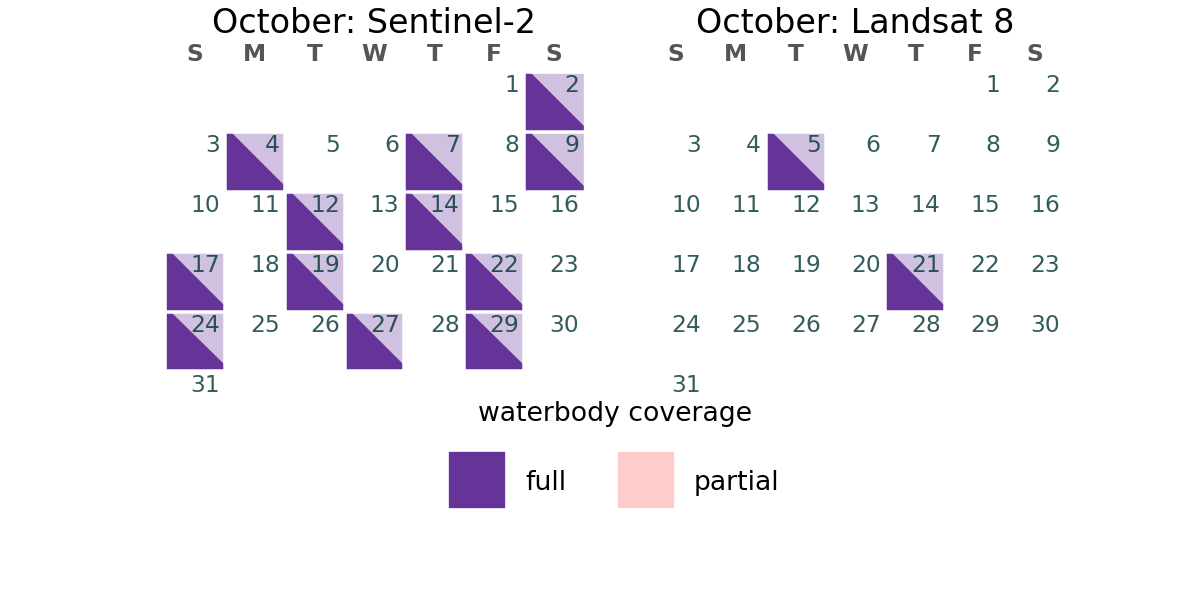 October: Sentinel-2
S M T W T F S
1 2
3 4 5 6 7 8 9
10 11 12 13 14 15 16
17 18 19 20 21 22 23
24 25 26 27 28 29 30
31
October: Landsat 8
S M T W T F S
1 2
3 4 5 6 7 8 9
10 11 12 13 14 15 16
17 18 19 20 21 22 23
24 25 26 27 28 29 30
31
waterbody coverage
full
partial